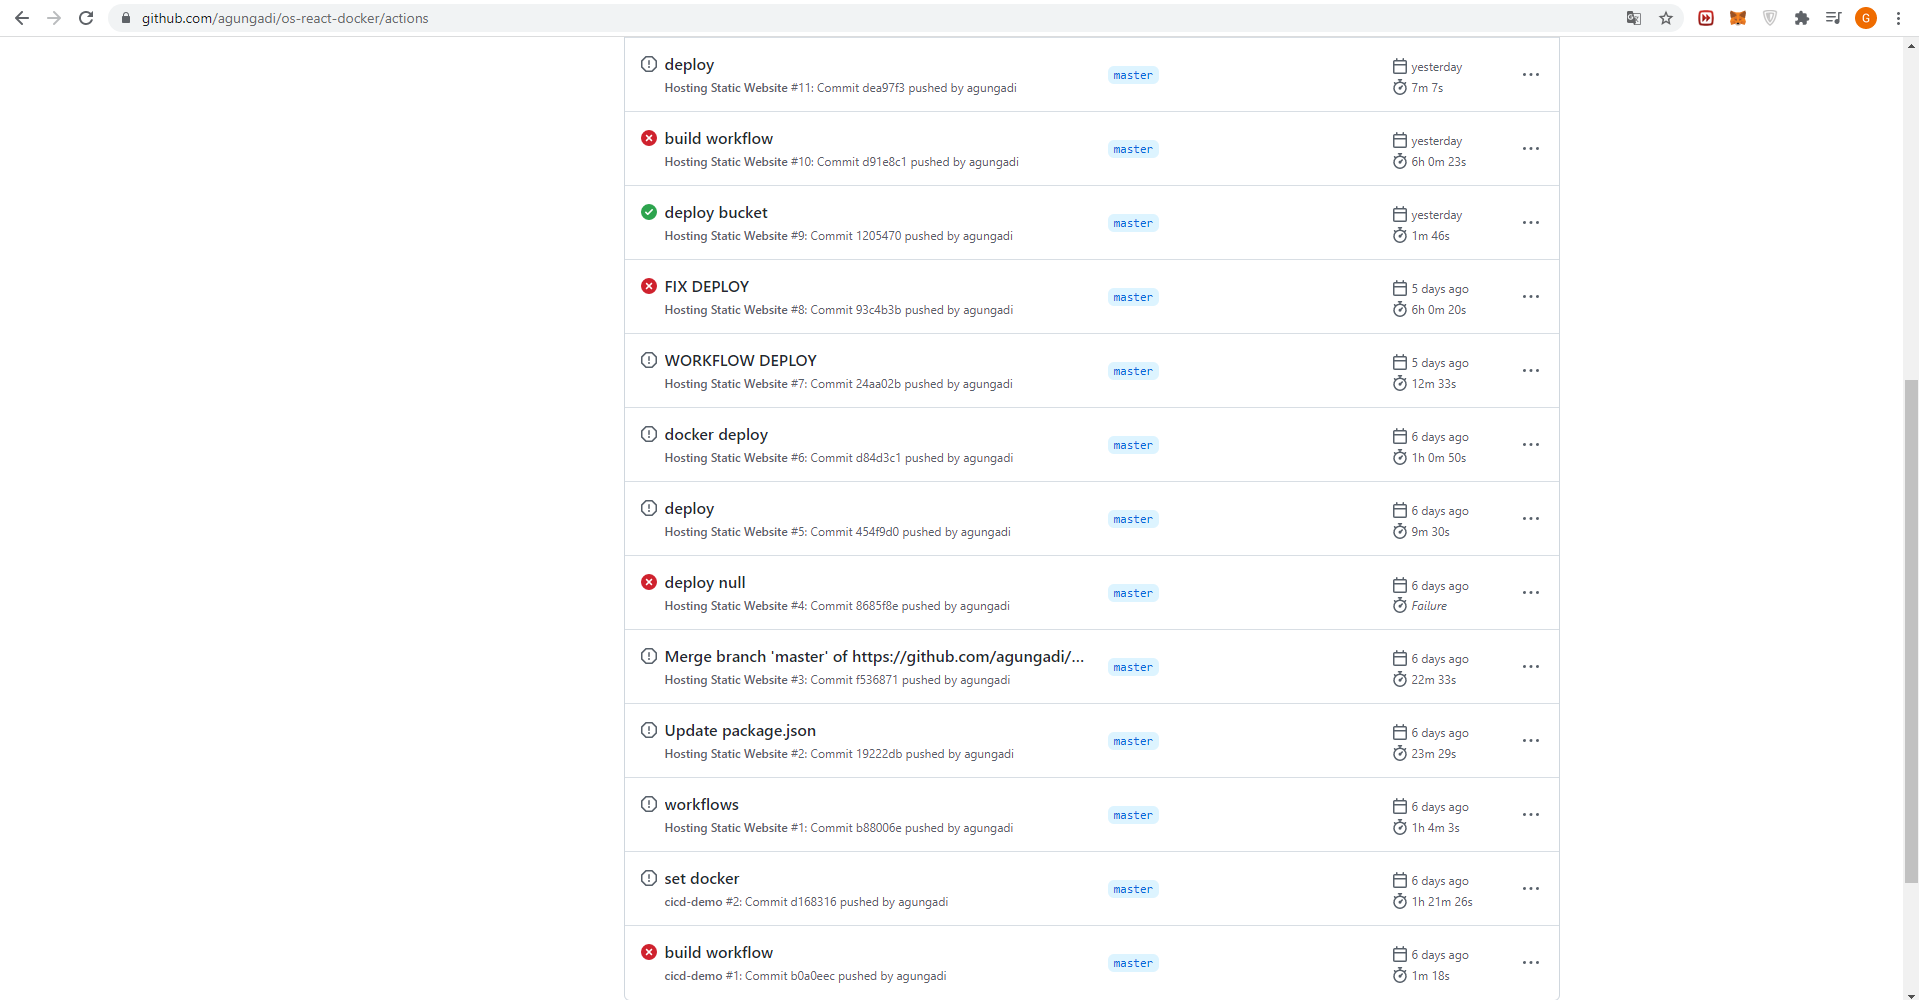 github.com/agungadi/os-react-docker/actions
G
deploy
Hosting Static Website #11: Commit dea97f3 pushed by agungadi
master
yesterday
7m 7s
build workflow
Hosting Static Website #10: Commit d91e8c1 pushed by agungadi
master
yesterday
6h 0m 23s
deploy bucket
Hosting Static Website #9: Commit 1205470 pushed by agungadi
master
yesterday
1m 46s
FIX DEPLOY
Hosting Static Website #8: Commit 93c4b3b pushed by agungadi
master
5 days ago
6h 0m 20s
WORKFLOW DEPLOY
Hosting Static Website #7: Commit 24aa02b pushed by agungadi
master
5 days ago
12m 33s
docker deploy
Hosting Static Website #6: Commit d84d3c1 pushed by agungadi
master
6 days ago
1h 0m 50s
deploy
Hosting Static Website #5: Commit 454f9d0 pushed by agungadi
master
6 days ago
9m 30s
deploy null
Hosting Static Website #4: Commit 8685f8e pushed by agungadi
master
6 days ago
Failure
Merge branch 'master' of https://github.com/agungadi/...
Hosting Static Website #3: Commit f536871 pushed by agungadi
master
6 days ago
22m 33s
Update package.json
Hosting Static Website #2: Commit 19222db pushed by agungadi
master
6 days ago
23m 29s
workflows
Hosting Static Website #1: Commit b88006e pushed by agungadi
master
6 days ago
1h 4m 3s
set docker
cicd-demo #2: Commit d168316 pushed by agungadi
master
6 days ago
1h 21m 26s
build workflow
cicd-demo #1: Commit b0a0eec pushed by agungadi
master
6 days ago
1m 18s